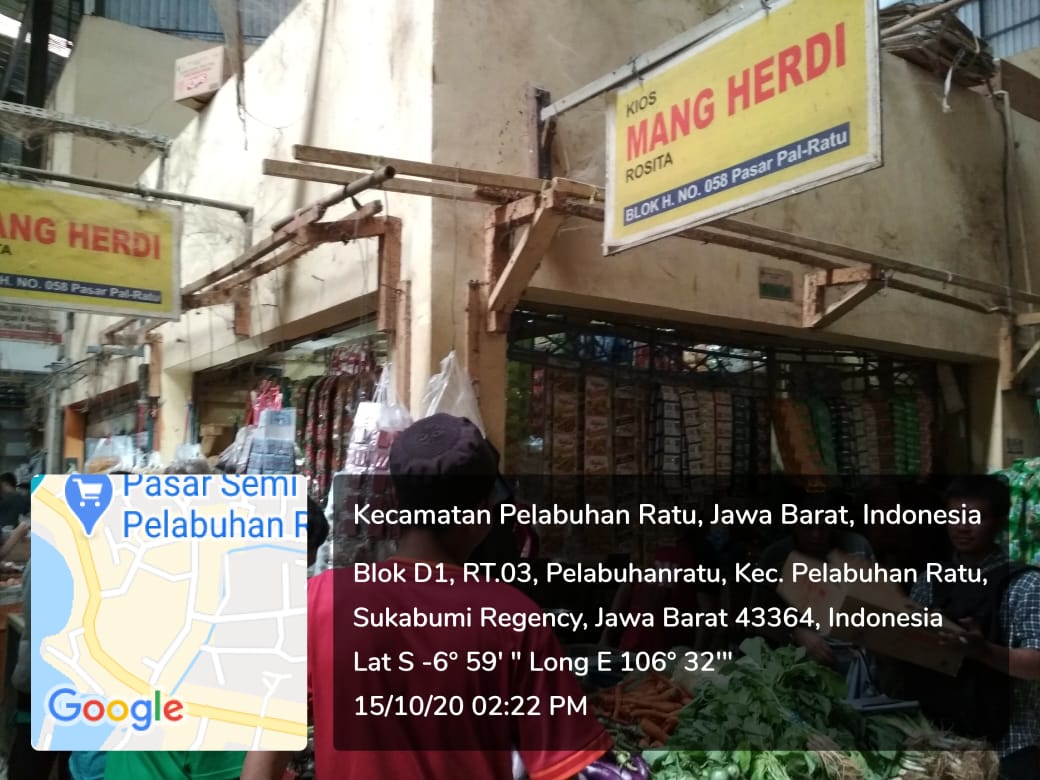 KIOS
MANG HERDI
ROSITA
BLOK H. NO. 058 Pasar Pal-Ratu
ANG HERDI
H. NO. 058 Pasar Pal-Ratu
Pasar Semi
Pelabuhan R
Google
Kecamatan Pelabuhan Ratu, Jawa Barat, Indonesia
Blok D1, RT.03, Pelabuhanratu, Kec. Pelabuhan Ratu,
Sukabumi Regency, Jawa Barat 43364, Indonesia
Lat S -6° 59' " Long E 106° 32'"
15/10/20 02:22 PM